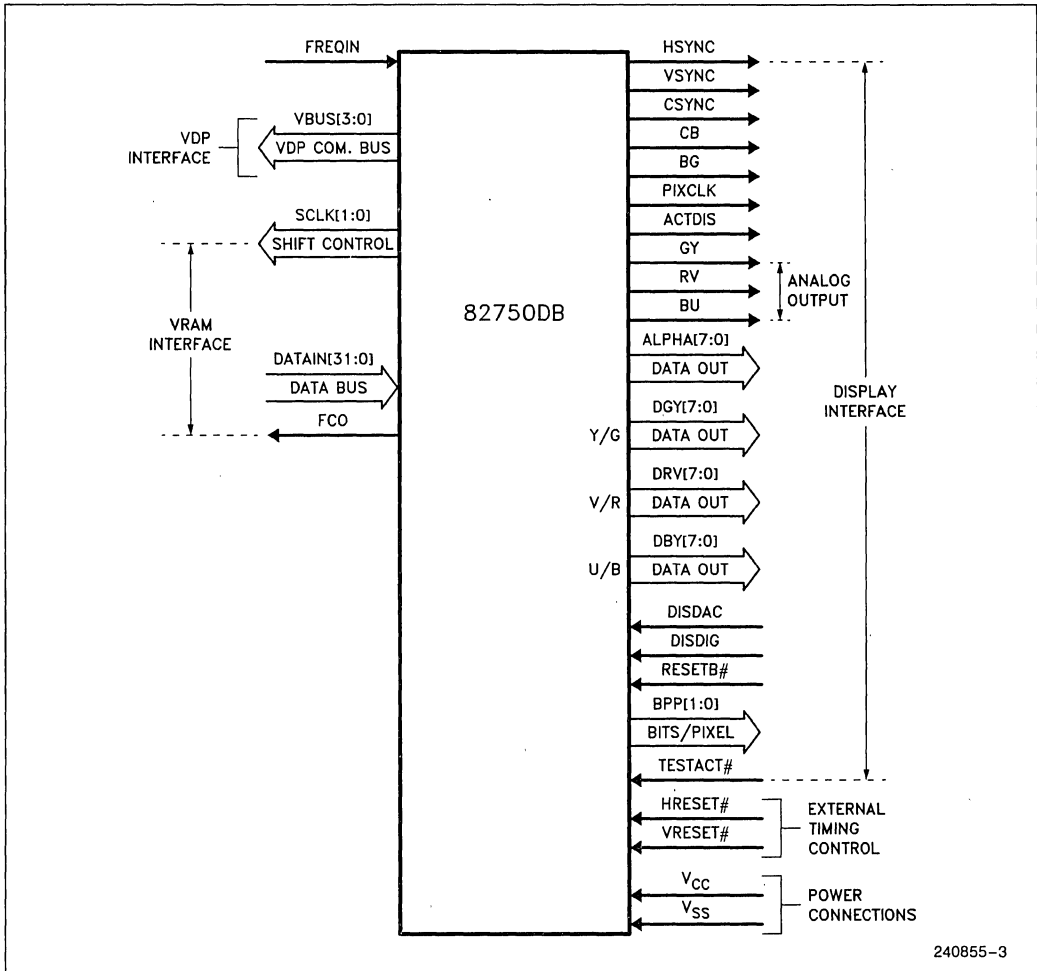 FREQIN
VBUS[3:0]
VDP COM. BUS
VDP
INTERFACE
SCLK[1:0]
SHIFT CONTROL
VRAM
INTERFACE
DATAIN[31:0]
DATA BUS
FCO
82750DB
HSYNC
VSYNC
CSYNC
CB
BG
PIXCLK
ACTDIS
GY
RV
BU
ANALOG
OUTPUT
ALPHA[7:0]
DATA OUT
Y/G
DGY[7:0]
DATA OUT
V/R
DRV[7:0]
DATA OUT
U/B
DBY[7:0]
DATA OUT
DISPLAY
INTERFACE
DISDAC
DISDIG
RESETB#
BPP[1:0]
BITS/PIXEL
TESTACT#
HRESET#
VRESET#
EXTERNAL
TIMING
CONTROL
VCC
VSS
POWER
CONNECTIONS
240855-3